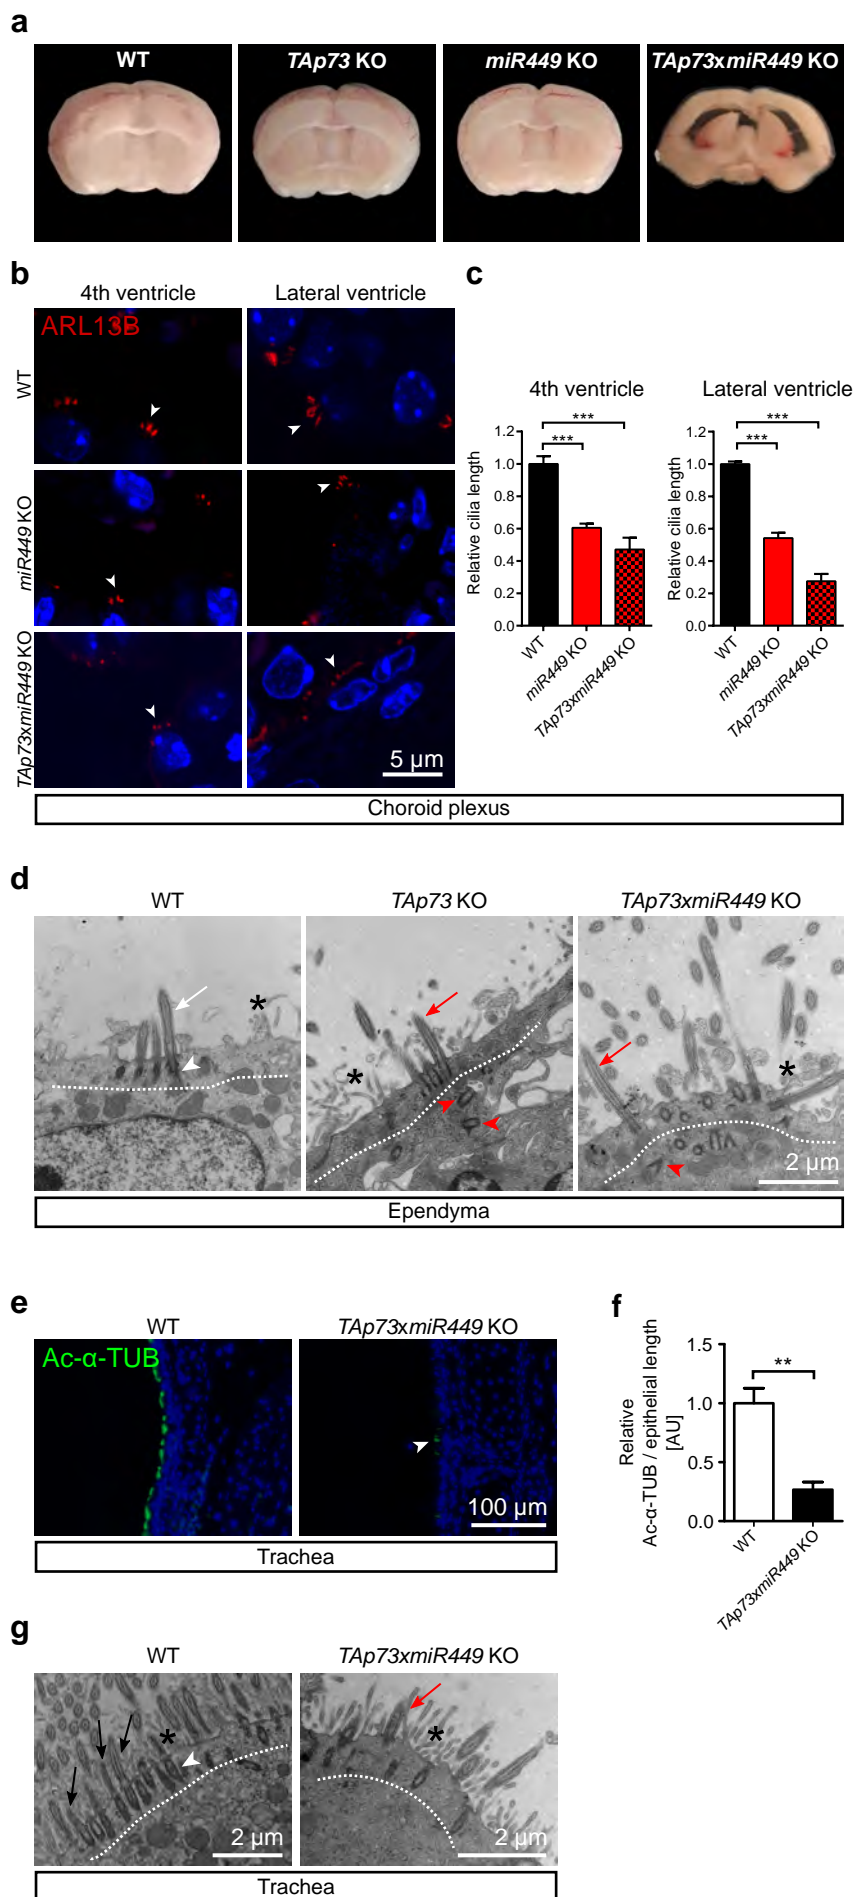 a
WT
TAp73 KO
miR449 KO
TAp73xmiR449 KO
b
4th ventricle
Lateral ventricle
ARL13B
WT
miR449 KO
TAp73xmiR449 KO
5 µm
c
4th ventricle
Relative cilia length
1.2
1.0
0.8
0.6
0.4
0.2
0.0
***
***
WT
miR449 KO
TAp73xmiR449 KO
Lateral ventricle
Relative cilia length
1.2
1.0
0.8
0.6
0.4
0.2
0.0
***
***
WT
miR449 KO
TAp73xmiR449 KO
Choroid plexus
d
WT
TAp73 KO
TAp73xmiR449 KO
*
*
*
2 µm
Ependyma
e
WT
TAp73xmiR449 KO
Ac-α-TUB
100 µm
Trachea
f
Relative
Ac-α-TUB / epithelial length
[AU]
1.5
1.0
0.5
0.0
**
WT
TAp73xmiR449 KO
g
WT
TAp73xmiR449 KO
*
*
2 µm
2 µm
Trachea